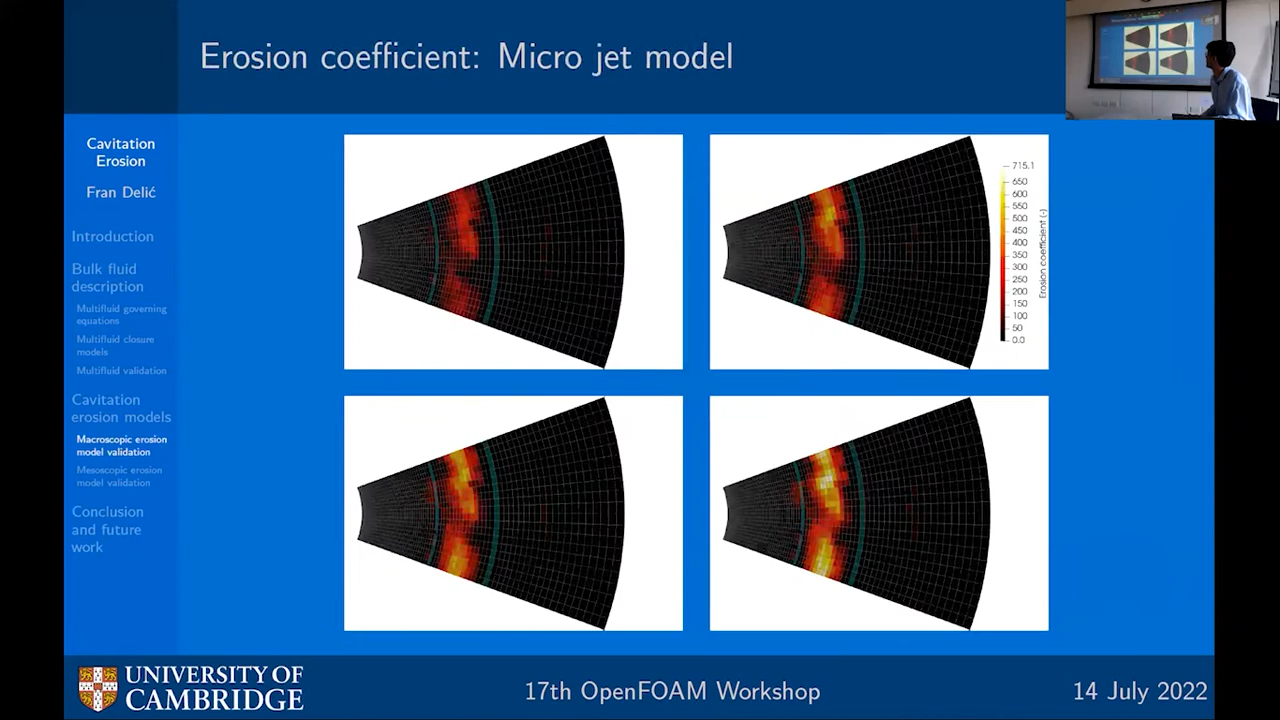 Erosion coefficient: Micro jet model
Cavitation
Erosion
Fran Delić
Introduction
Bulk fluid
description
Multifluid governing
equations
Multifluid closure
models
Multifluid validation
Cavitation
erosion models
Macroscopic erosion
model validation
Mesoscopic erosion
model validation
Conclusion
and future
work
715.1
650
600
550
500
450
400
350
300
250
200
150
100
50
0.0
Erosion coefficient (-)
UNIVERSITY OF
CAMBRIDGE
17th OpenFOAM Workshop
14 July 2022